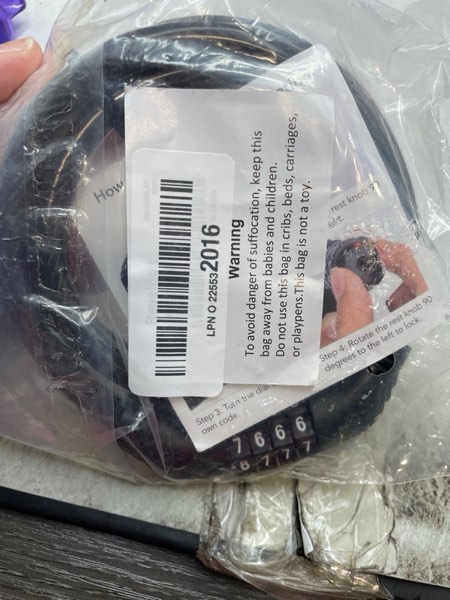 How
LPN O 225532016
Warning
To avoid danger of suffocation, keep this
bag away from babies and children.
Do not use this bag in cribs, beds, carriages,
or playpens.This bag is not a toy.
rest knob 90
Step 4: Rotate the rest knob 90
degrees to the left to lock.
Step 3: Turn the dial
own code.
7 6 6 6
8 7 7 7